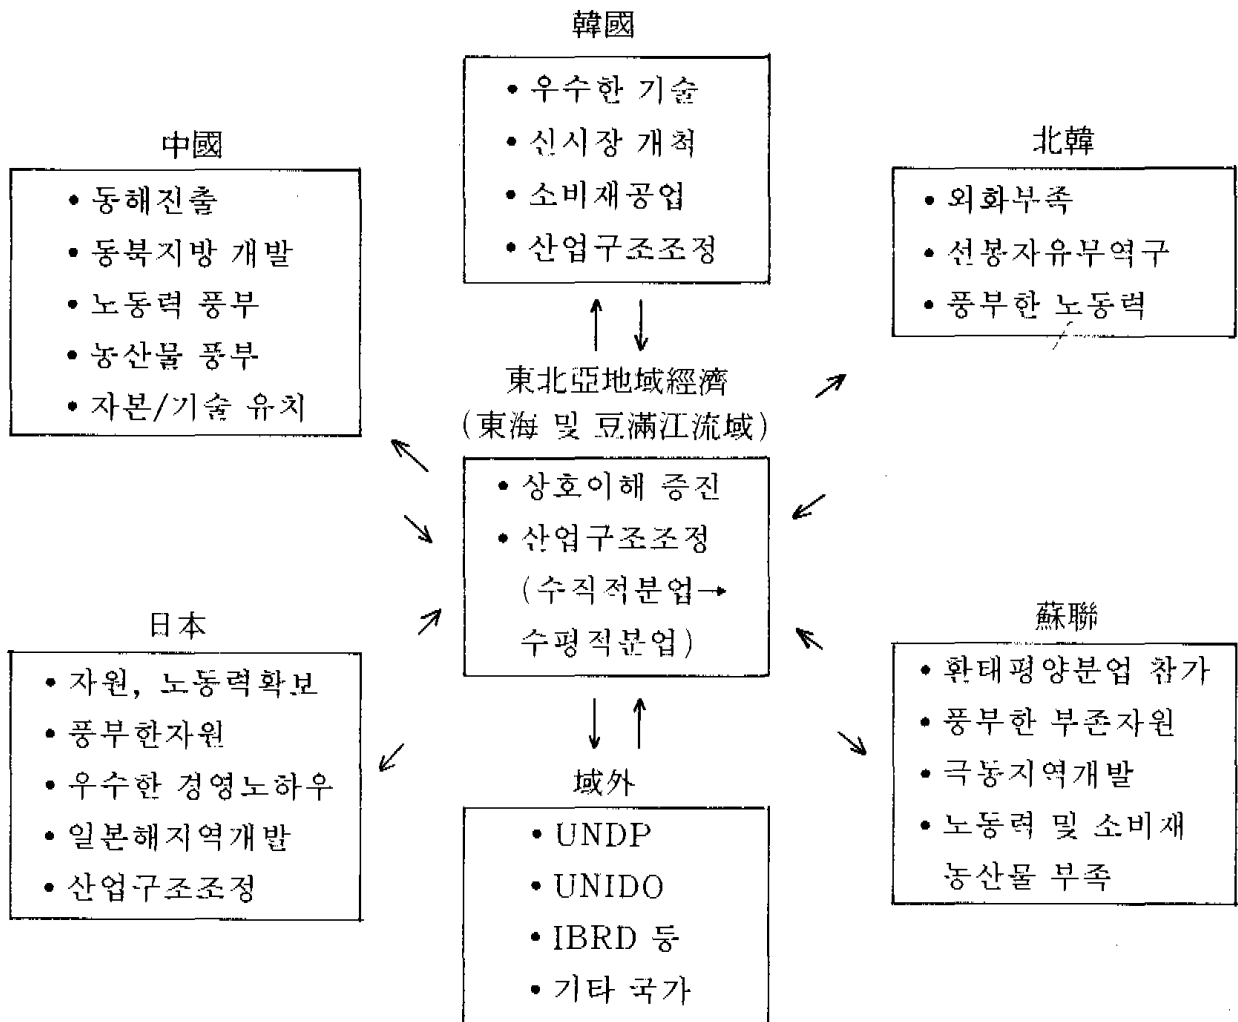 韓國
• 우수한 기술
• 신시장 개척
• 소비재공업
• 산업구조조정
中國
• 동해진출
• 동북지방 개발
• 노동력 풍부
• 농산물 풍부
• 자본/기술 유치
北韓
• 외화부족
• 선봉자유무역구
• 풍부한 노동력
東北亞地域經濟
(東海 및 豆滿江流域)
• 상호이해 증진
• 산업구조조정
(수직적분업→
수평적분업)
日本
• 자원, 노동력확보
• 풍부한자원
• 우수한 경영노하우
• 일본해지역개발
• 산업구조조정
蘇聯
• 환태평양분업 참가
• 풍부한 부존자원
• 극동지역개발
• 노동력 및 소비재
농산물 부족
域外
• UNDP
• UNIDO
• IBRD 등
• 기타 국가